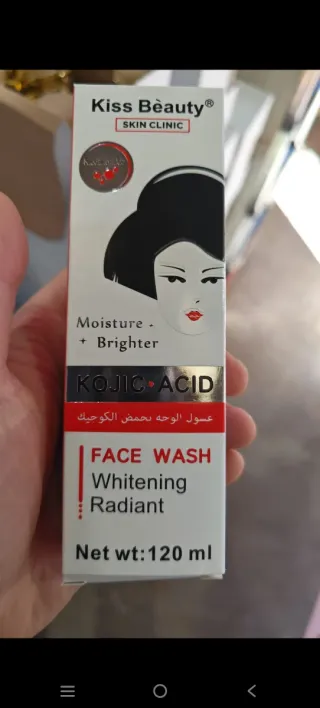 Kiss Bèauty®
SKIN CLINIC
Moisture -
+ Brighter
KOJIC ACID
غسول الوجه بحمض الكوجيك
FACE WASH
Whitening
Radiant
Net wt:120 ml